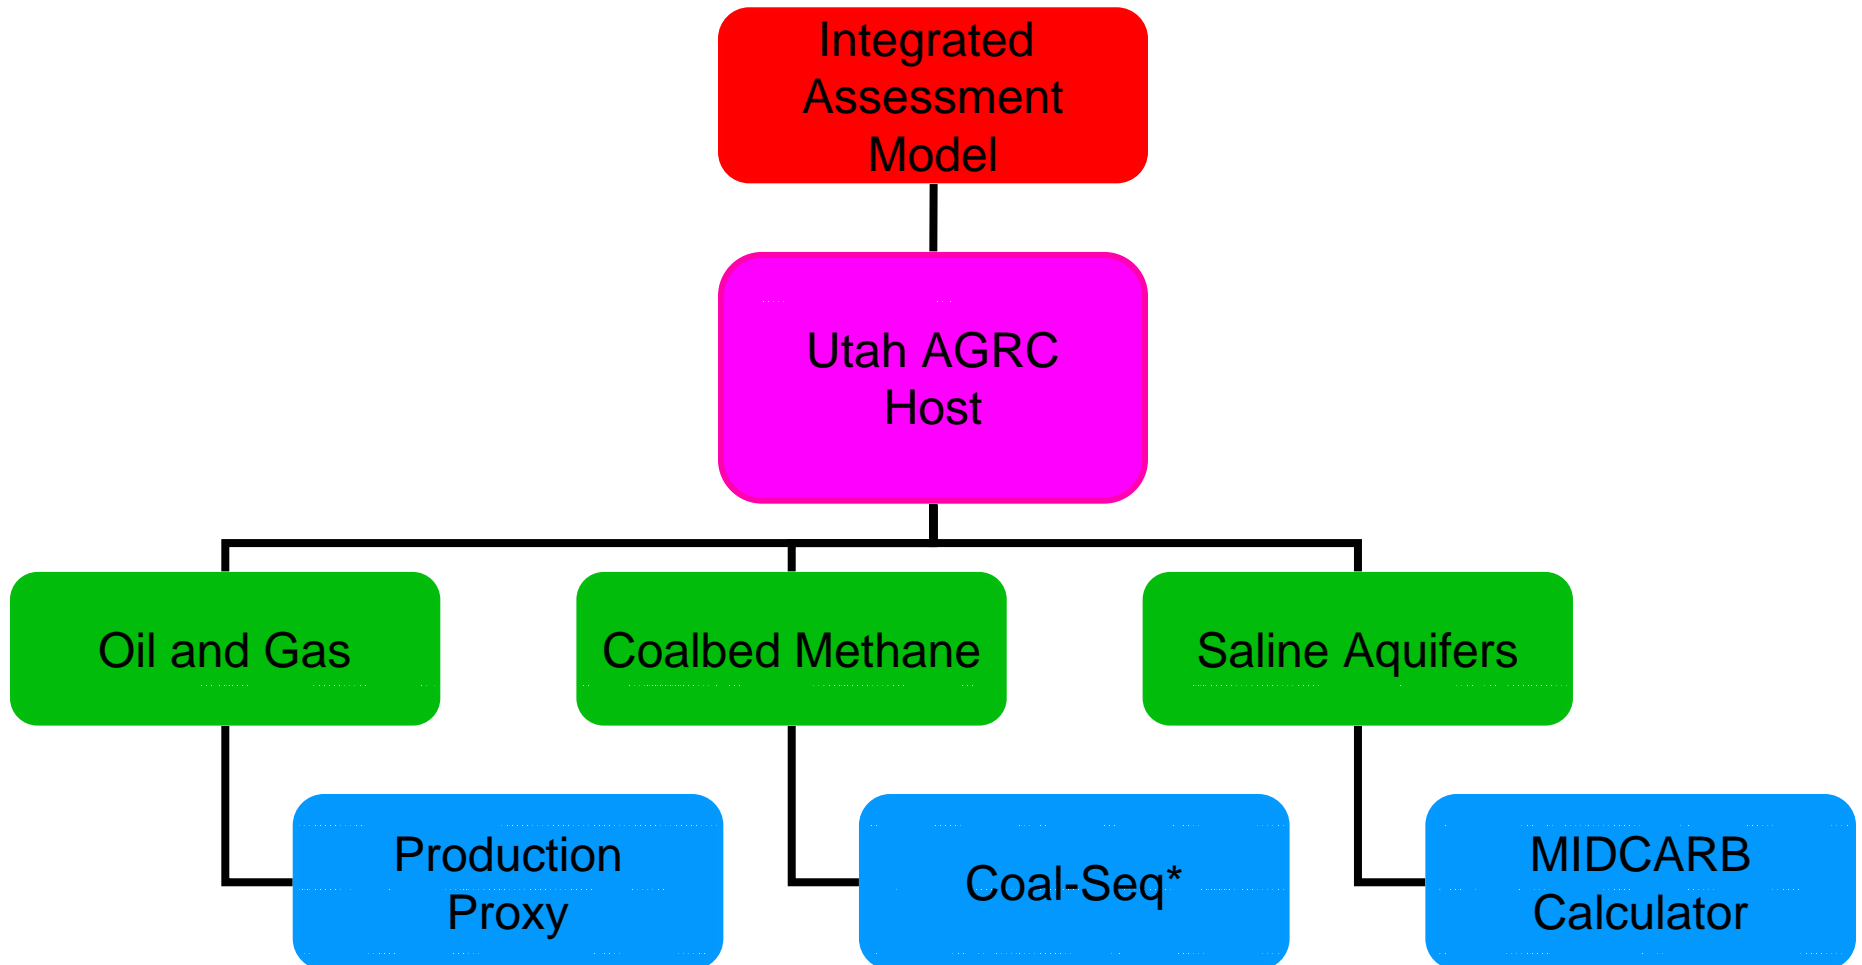 Integrated
Assessment
Model
Utah AGRC
Host
Oil and Gas
Coalbed Methane
Saline Aquifers
Production
Proxy
Coal-Seq*
MIDCARB
Calculator